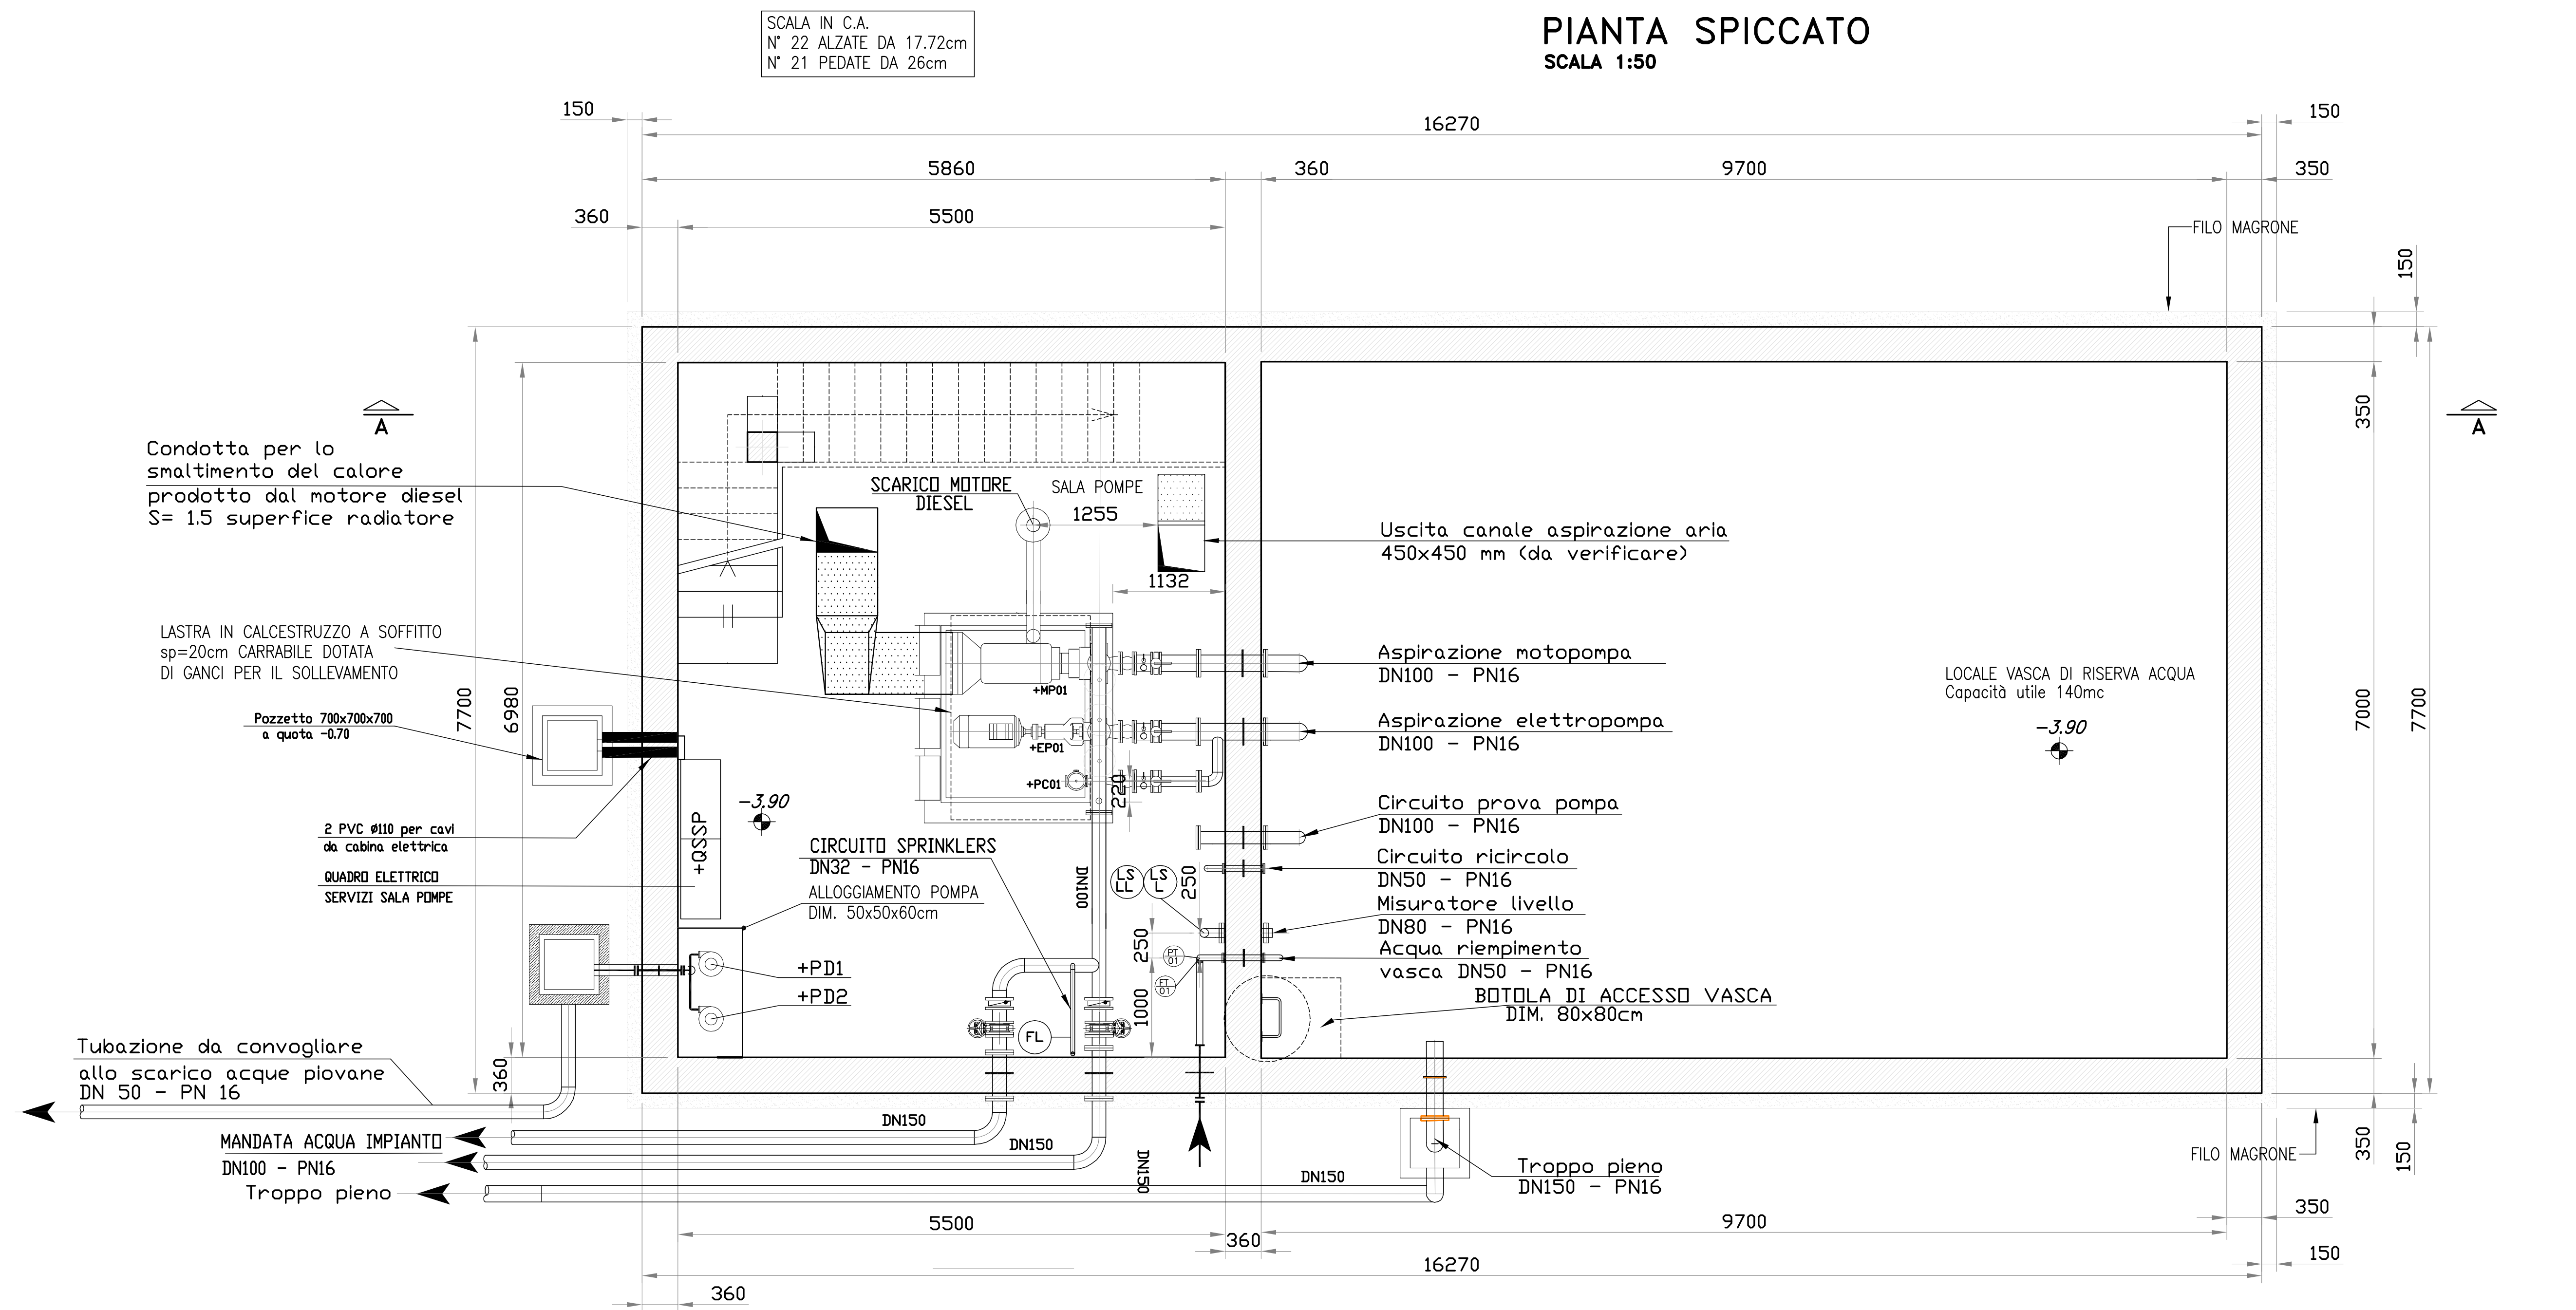 SCALA IN C.A.
N° 22 ALZATE DA 17.72cm
N° 21 PEDATE DA 26cm
PIANTA SPICCATO
SCALA 1:50
150
16270
150
5860
360
9700
350
360
5500
FILO MAGRONE
150
A
A
350
Condotta per lo
smaltimento del calore
prodotto dal motore diesel
S= 1.5 superfice radiatore
SCARICO MOTORE
DIESEL
SALA POMPE
1255
Uscita canale aspirazione aria
450x450 mm (da verificare)
1132
LASTRA IN CALCESTRUZZO A SOFFITTO
sp=20cm CARRABILE DOTATA
DI GANCI PER IL SOLLEVAMENTO
Aspirazione motopompa
DN100 - PN16
+MP01
LOCALE VASCA DI RISERVA ACQUA
Capacità utile 140mc
-3.90
7700
6980
7000
7700
Pozzetto 700x700x700
a quota -0.70
Aspirazione elettropompa
DN100 - PN16
+EP01
+PC01
220
-3.90
Circuito prova pompa
DN100 - PN16
2 PVC ø110 per cavi
da cabina elettrica
+QSSP
CIRCUITO SPRINKLERS
DN32 - PN16
Circuito ricircolo
DN50 - PN16
QUADRO ELETTRICO
SERVIZI SALA POMPE
ALLOGGIAMENTO POMPA
DIM. 50x50x60cm
DN100
LS
LL
LS
L
250
Misuratore livello
DN80 - PN16
250
PT
01
Acqua riempimento
vasca DN50 - PN16
+PD1
+PD2
FT
01
1000
BOTOLA DI ACCESSO VASCA
DIM. 80x80cm
FL
Tubazione da convogliare
allo scarico acque piovane
DN 50 - PN 16
360
DN150
MANDATA ACQUA IMPIANTO
DN100 - PN16
DN150
DN150
Troppo pieno
DN150
Troppo pieno
DN150 - PN16
FILO MAGRONE
350
150
5500
360
9700
350
16270
150
360